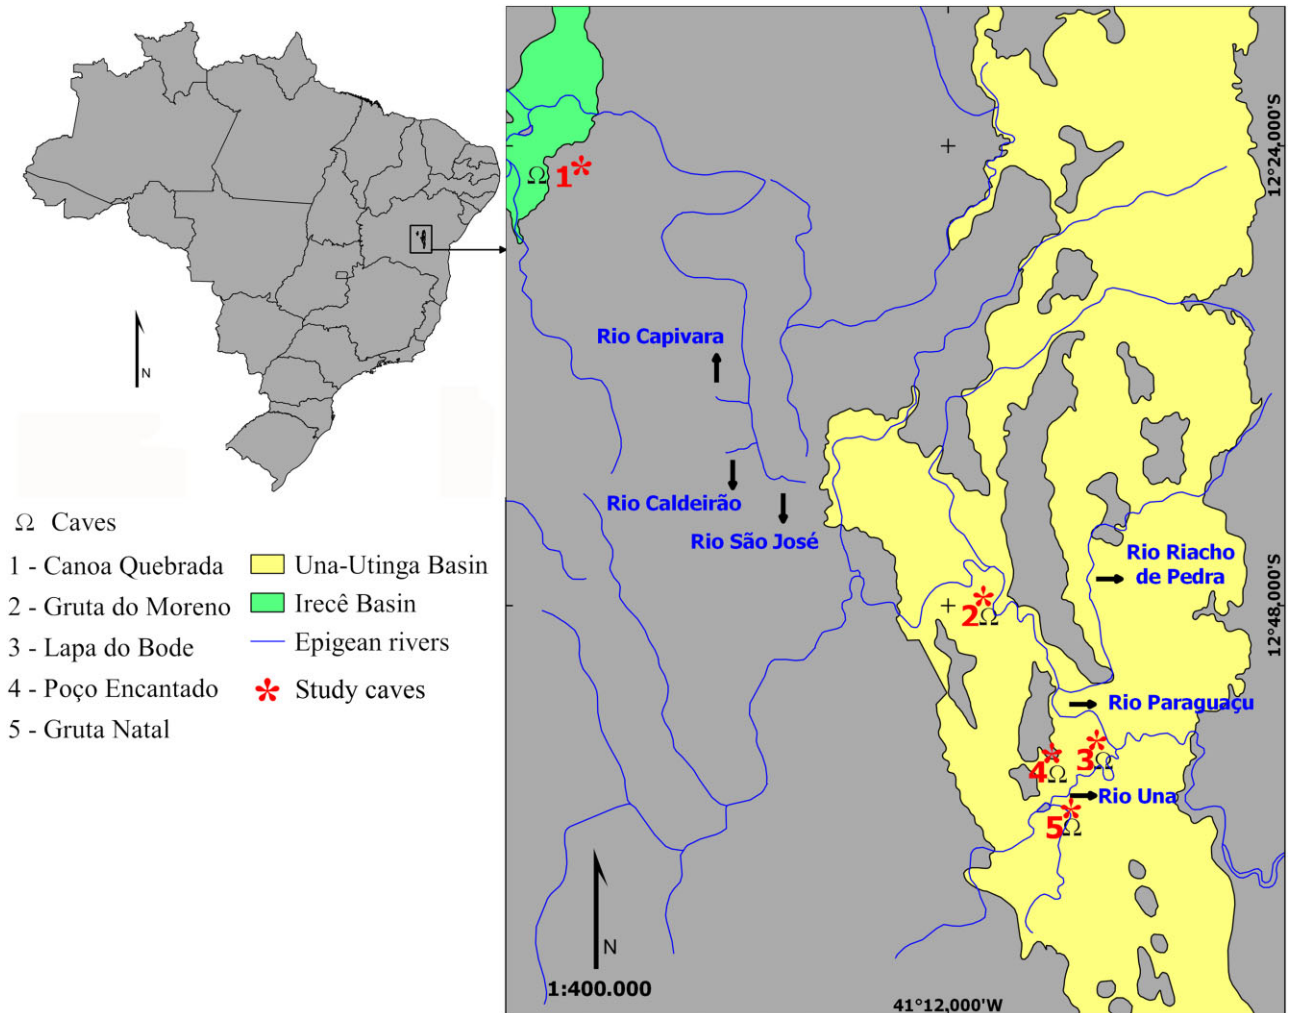 N
Ω Caves
1 - Canoa Quebrada
2 - Gruta do Moreno
3 - Lapa do Bode
4 - Poço Encantado
5 - Gruta Natal
Una-Utinga Basin
Irecê Basin
Epigean rivers
Study caves
Ω 1
12°24,000'S
Rio Capivara
Rio Caldeirão
Rio São José
Rio Riacho
de Pedra
2 Ω
12°48,000'S
Rio Paraguaçu
3 Ω
4 Ω
Rio Una
5 Ω
N
1:400.000
41°12,000'W